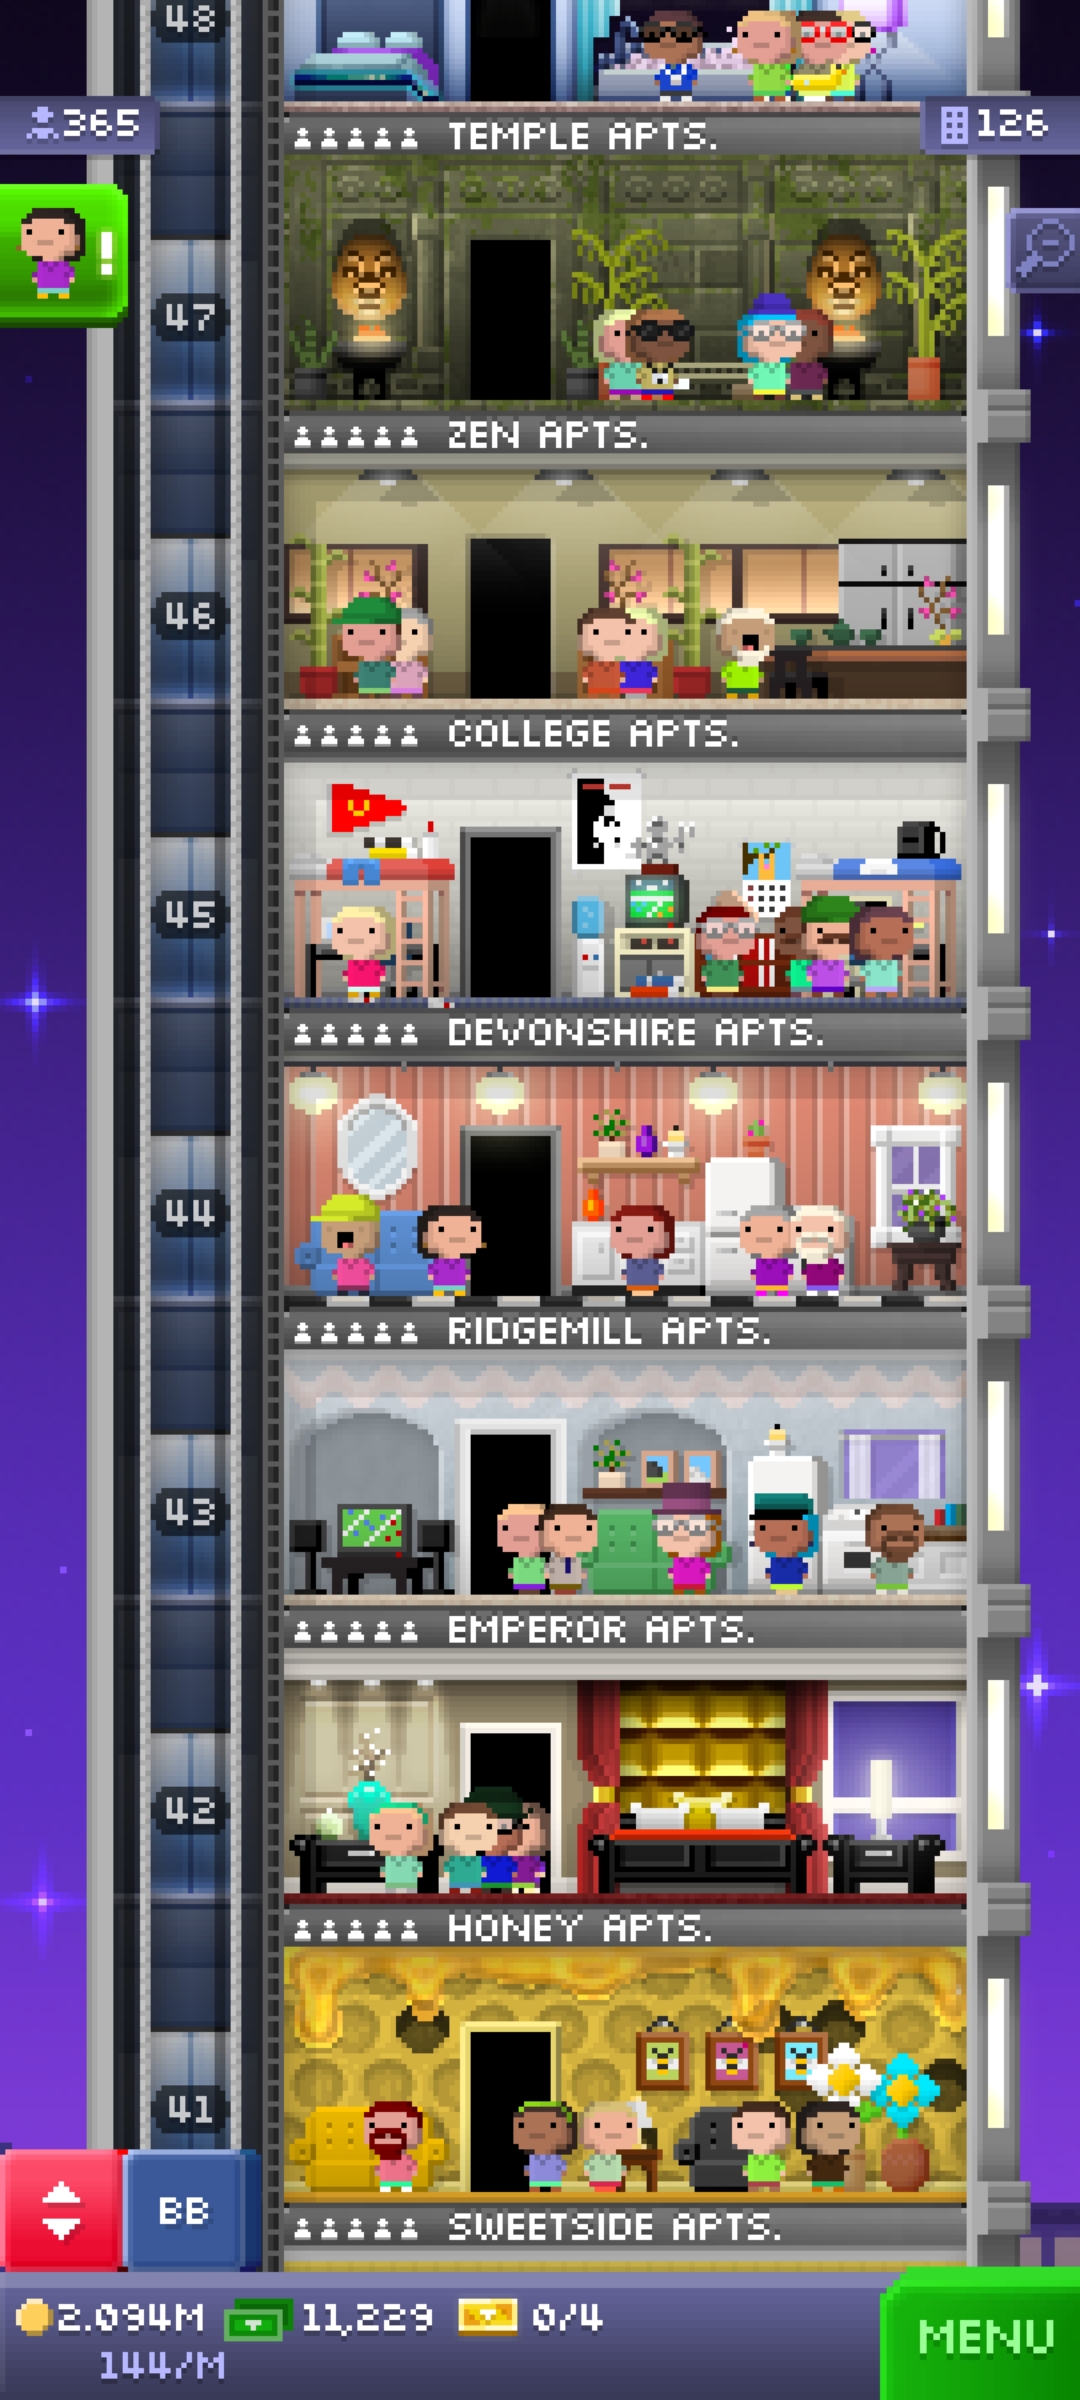 48
365
TEMPLE APTS.
126
!
47
ZEN APTS.
46
COLLEGE APTS.
45
DEVONSHIRE APTS.
44
RIDGEMILL APTS.
43
EMPEROR APTS.
42
HONEY APTS.
41
BB
SWEETSIDE APTS.
2.094M 11,229 0/4
MENU
144/M